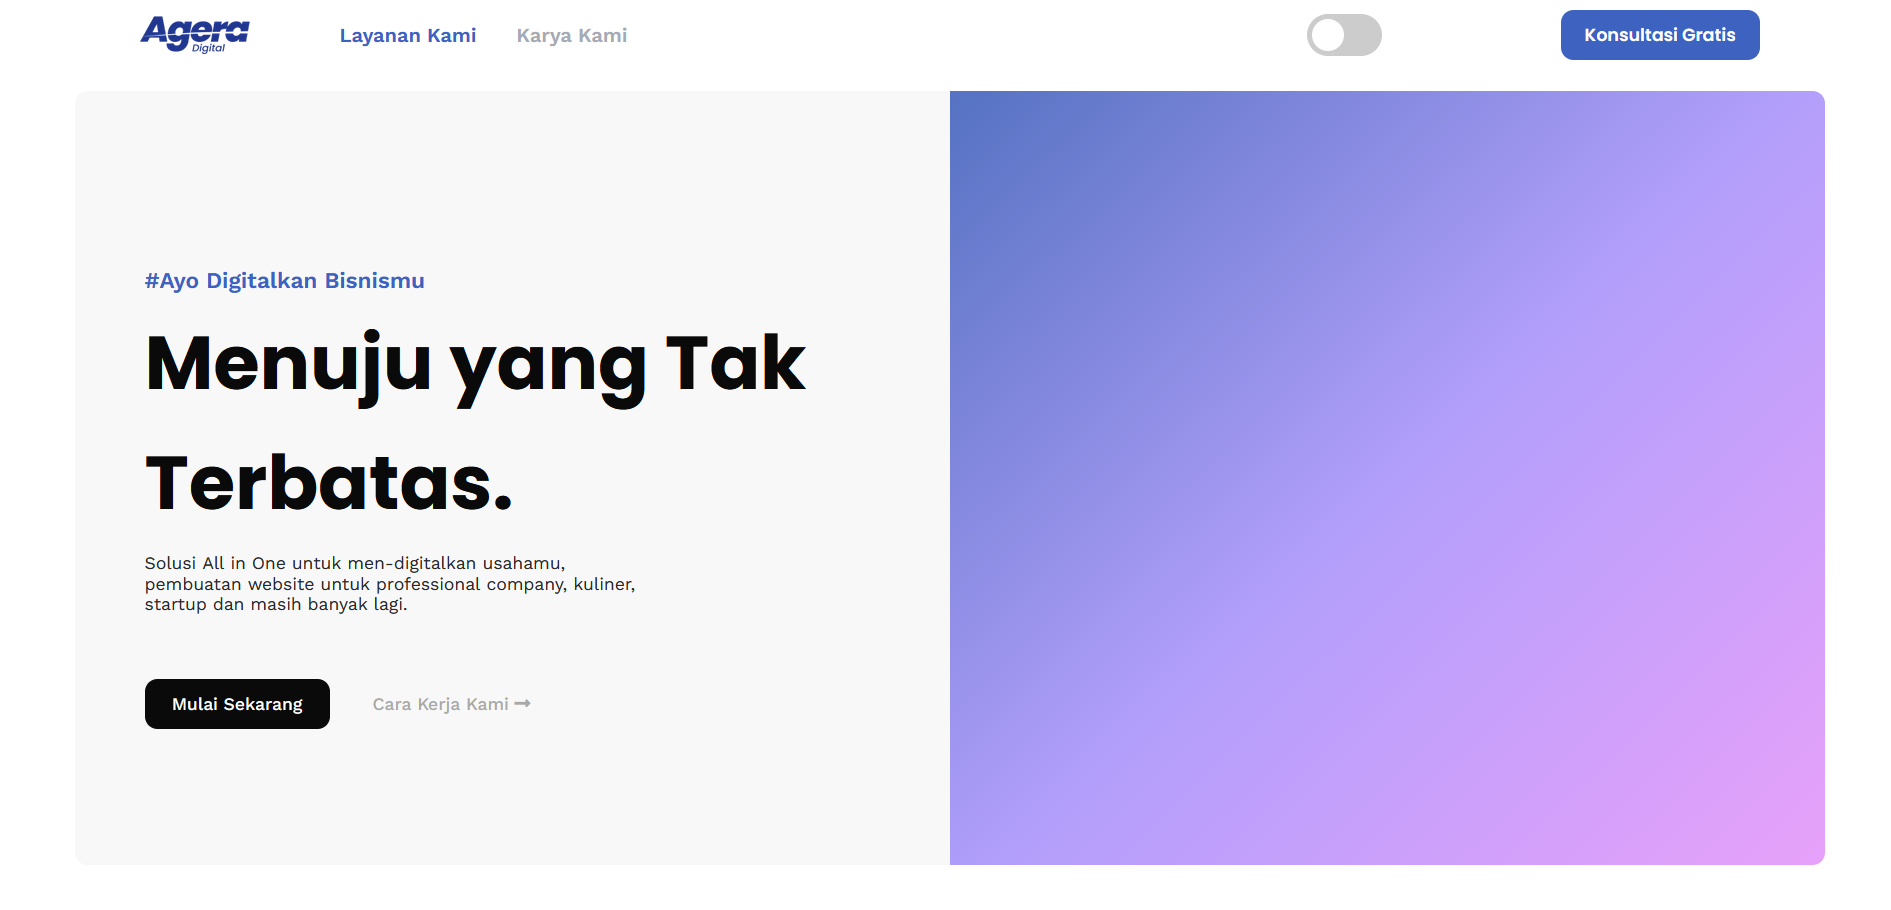 Agera
Digital
Layanan Kami
Karya Kami
Konsultasi Gratis
#Ayo Digitalkan Bisnismu
Menuju yang Tak
Terbatas.
Solusi All in One untuk men-digitalkan usahamu,
pembuatan website untuk professional company, kuliner,
startup dan masih banyak lagi.
Mulai Sekarang
Cara Kerja Kami